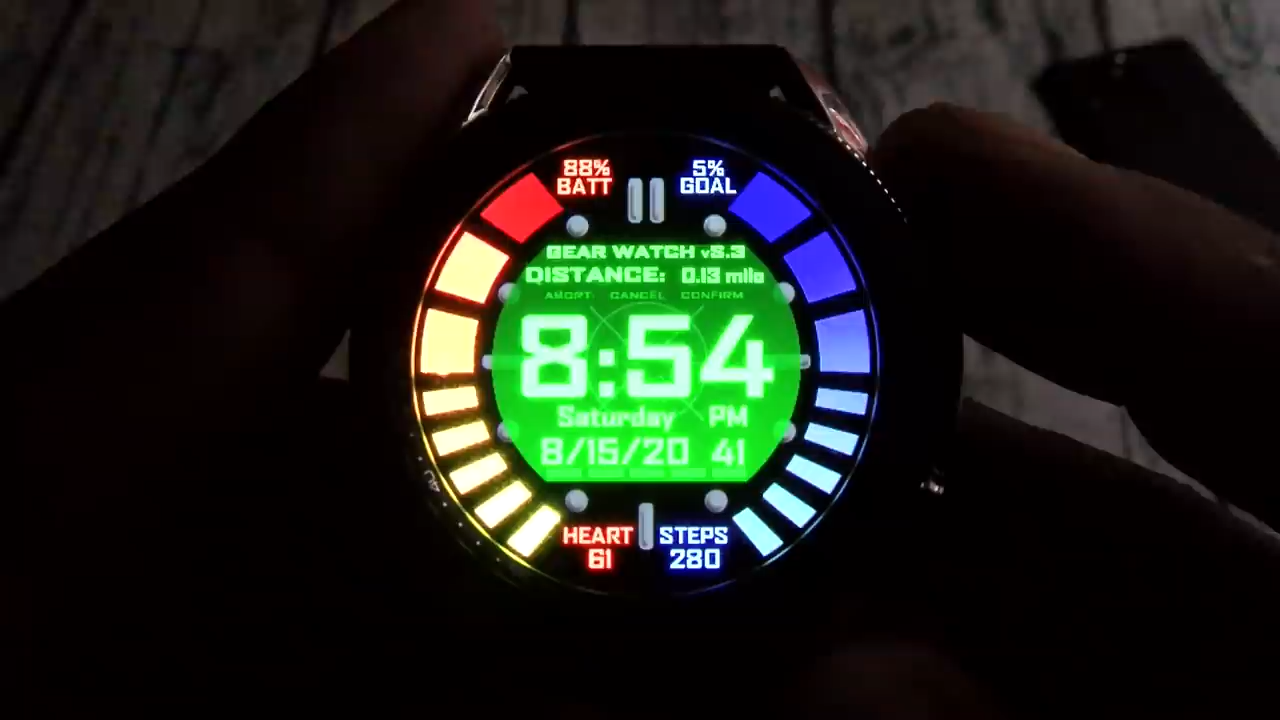 88%
BATT
5%
GOAL
GEAR WATCH v5.3
DISTANCE: 0.13 mile
ABORT CANCEL CONFIRM
8:54
Saturday PM
8/15/20 41
HEART
61
STEPS
280